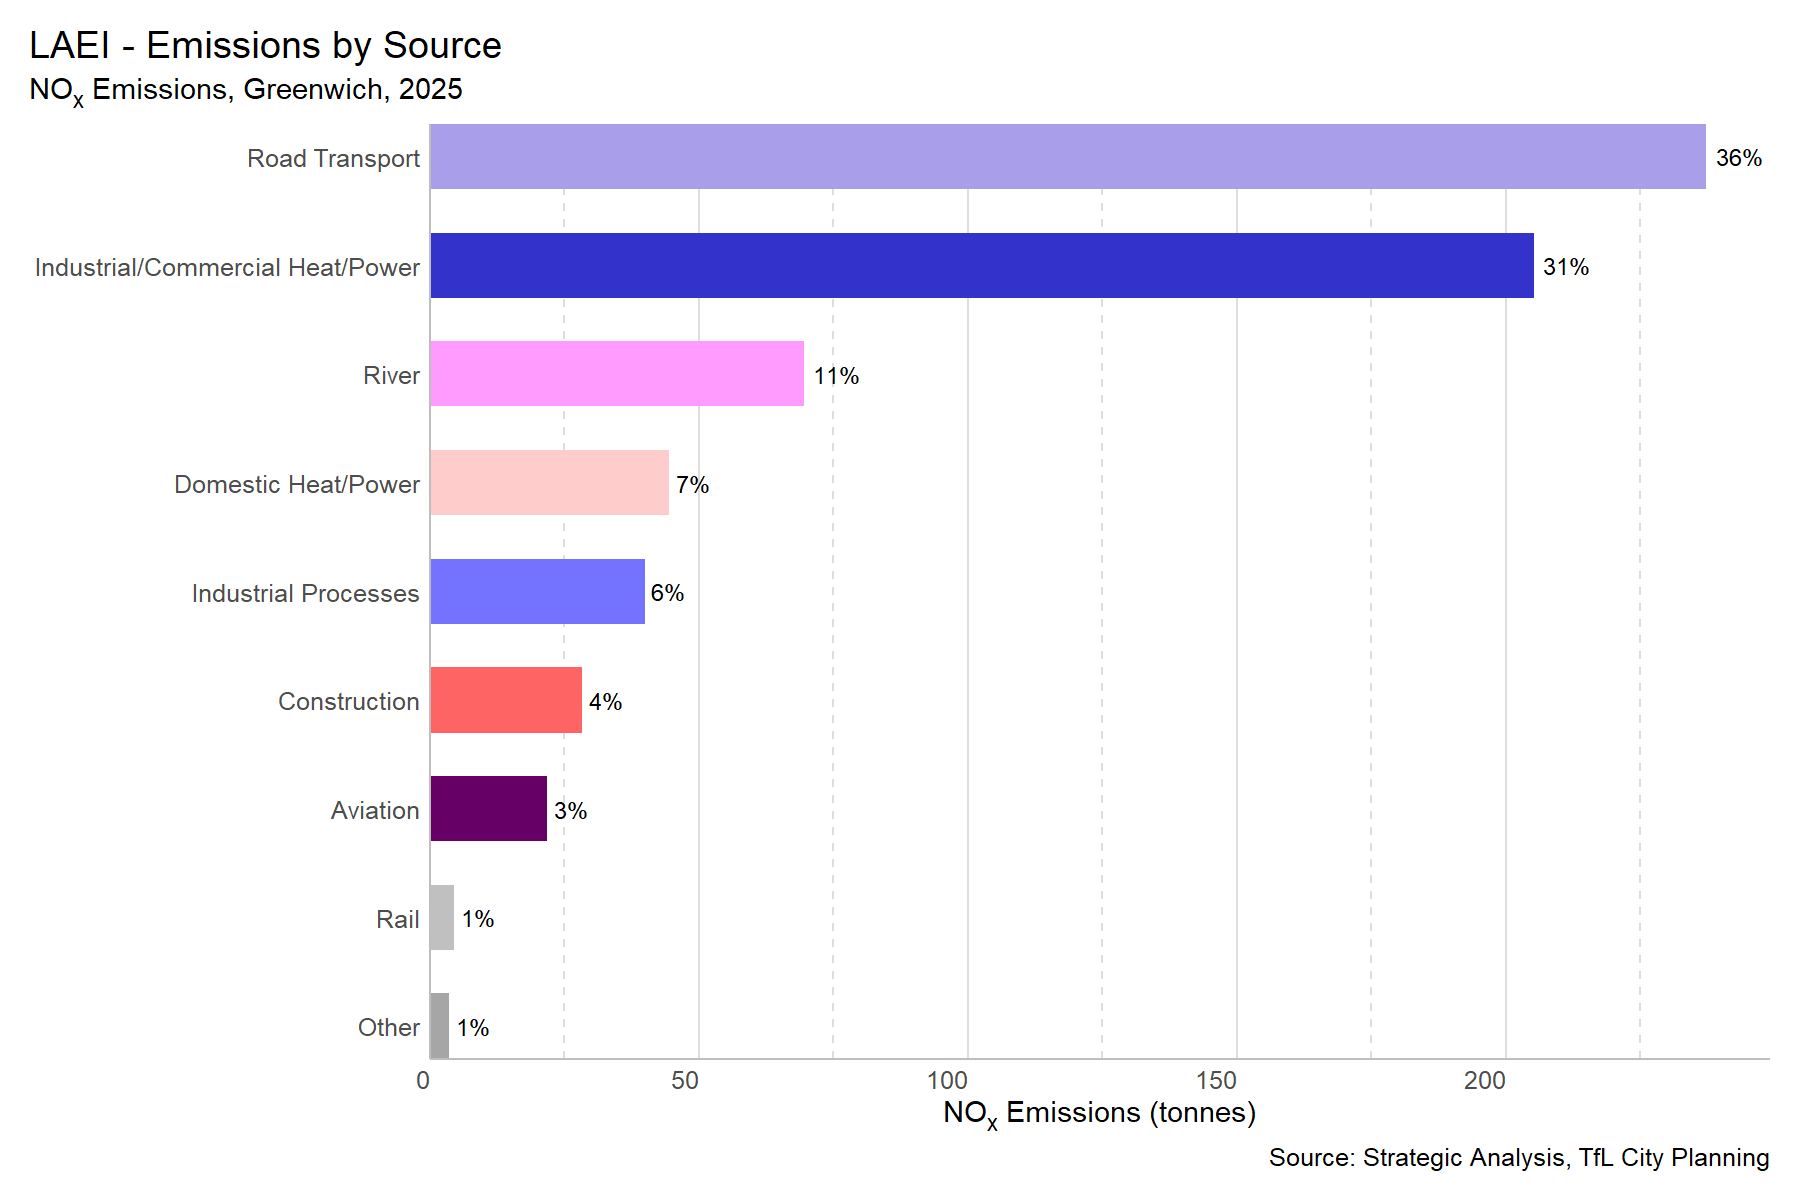 LAEI - Emissions by Source
NOx Emissions, Greenwich, 2025
Road Transport 36%
Industrial/Commercial Heat/Power 31%
River 11%
Domestic Heat/Power 7%
Industrial Processes 6%
Construction 4%
Aviation 3%
Rail 1%
Other 1%
0 50 100 150 200
NOx Emissions (tonnes)
Source: Strategic Analysis, TfL City Planning